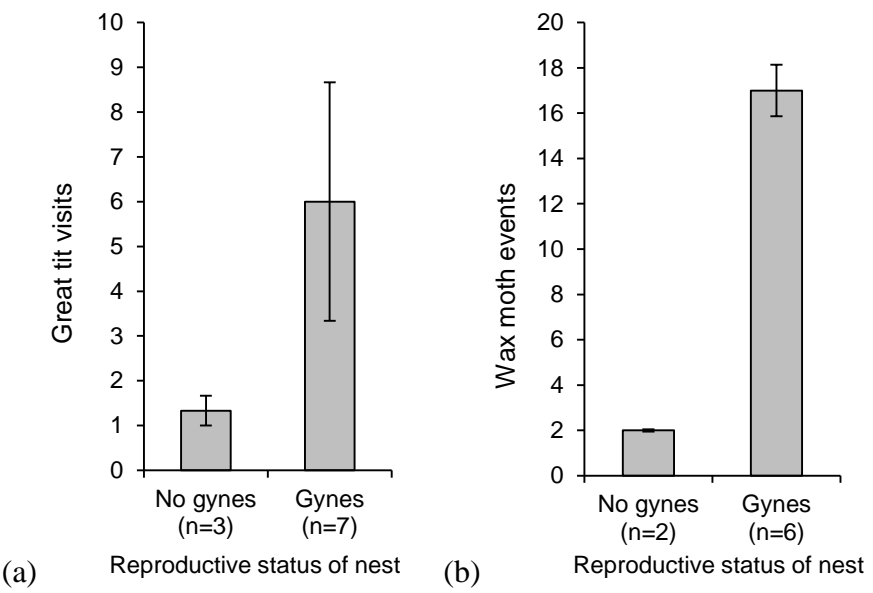 10
9
8
7
6
5
4
3
2
1
0
Great tit visits
No gynes
(n=3)
Gynes
(n=7)
Reproductive status of nest
(a)
20
18
16
14
12
10
8
6
4
2
0
Wax moth events
No gynes
(n=2)
Gynes
(n=6)
Reproductive status of nest
(b)